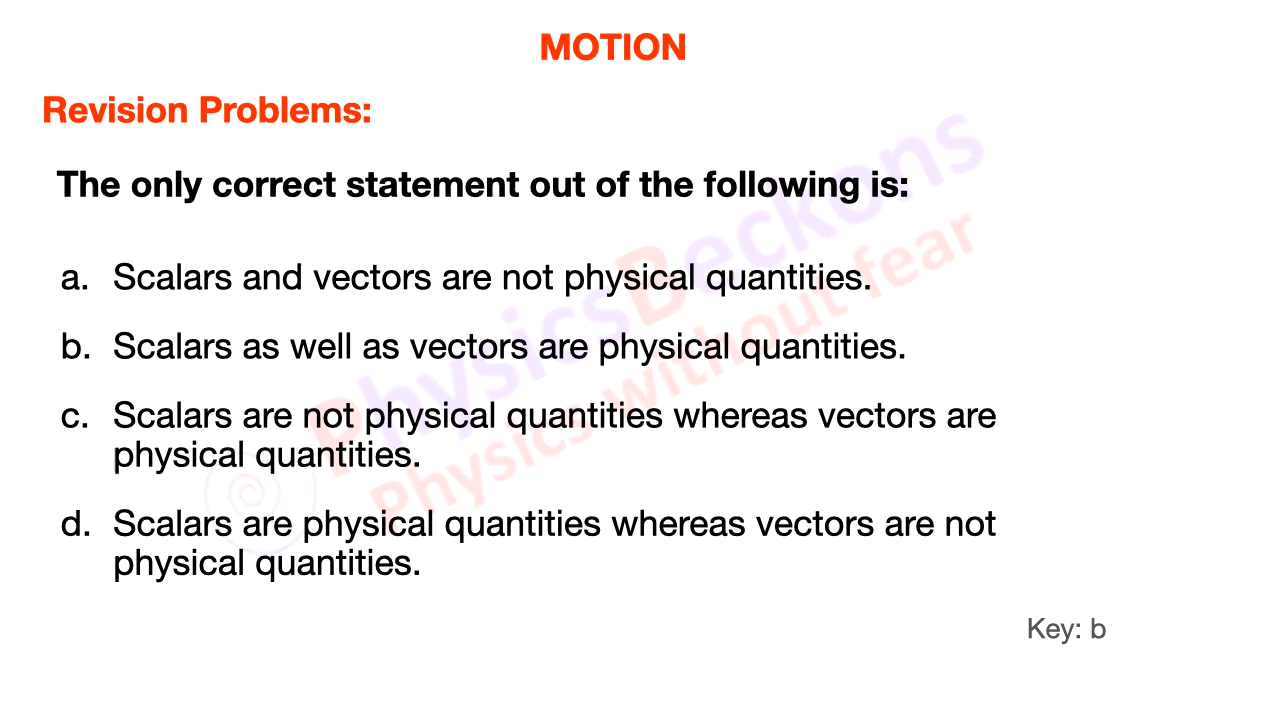 MOTION
Revision Problems:
The only correct statement out of the following is:
a. Scalars and vectors are not physical quantities.
b. Scalars as well as vectors are physical quantities.
c. Scalars are not physical quantities whereas vectors are
physical quantities.
d. Scalars are physical quantities whereas vectors are not
physical quantities.
Key: b
PhysicsBeckons
Physics without fear